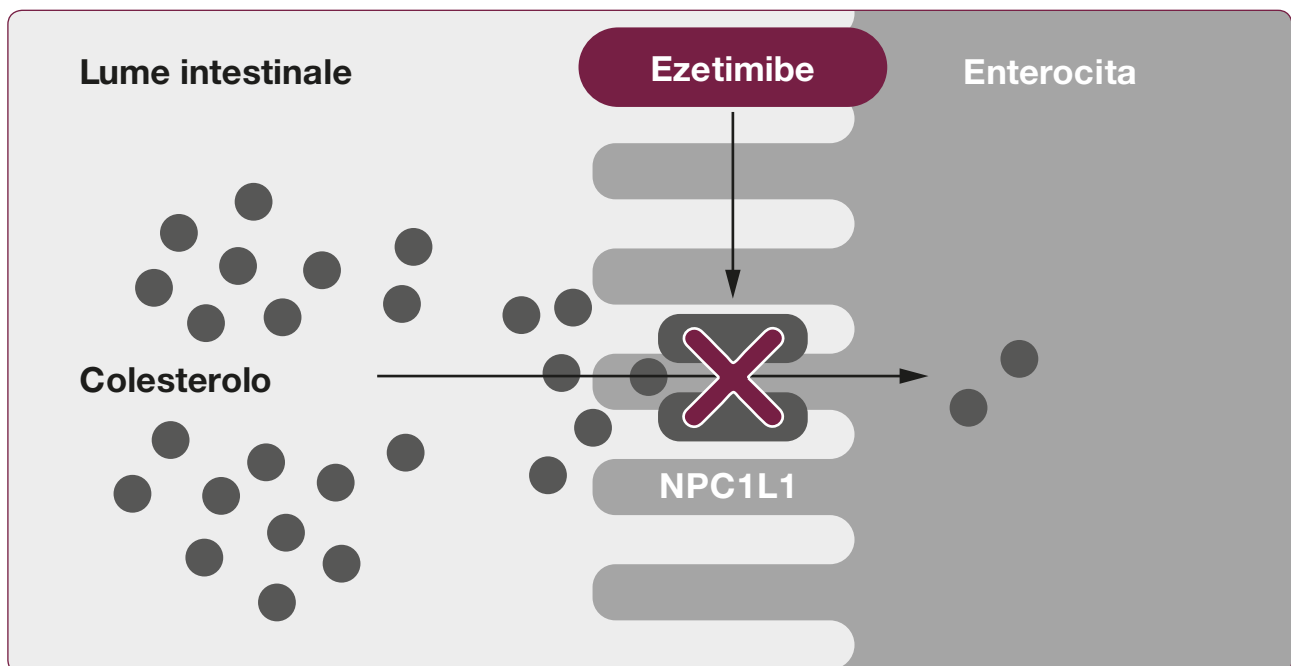 Lume intestinale
Ezetimibe
Enterocita
Colesterolo
NPC1L1